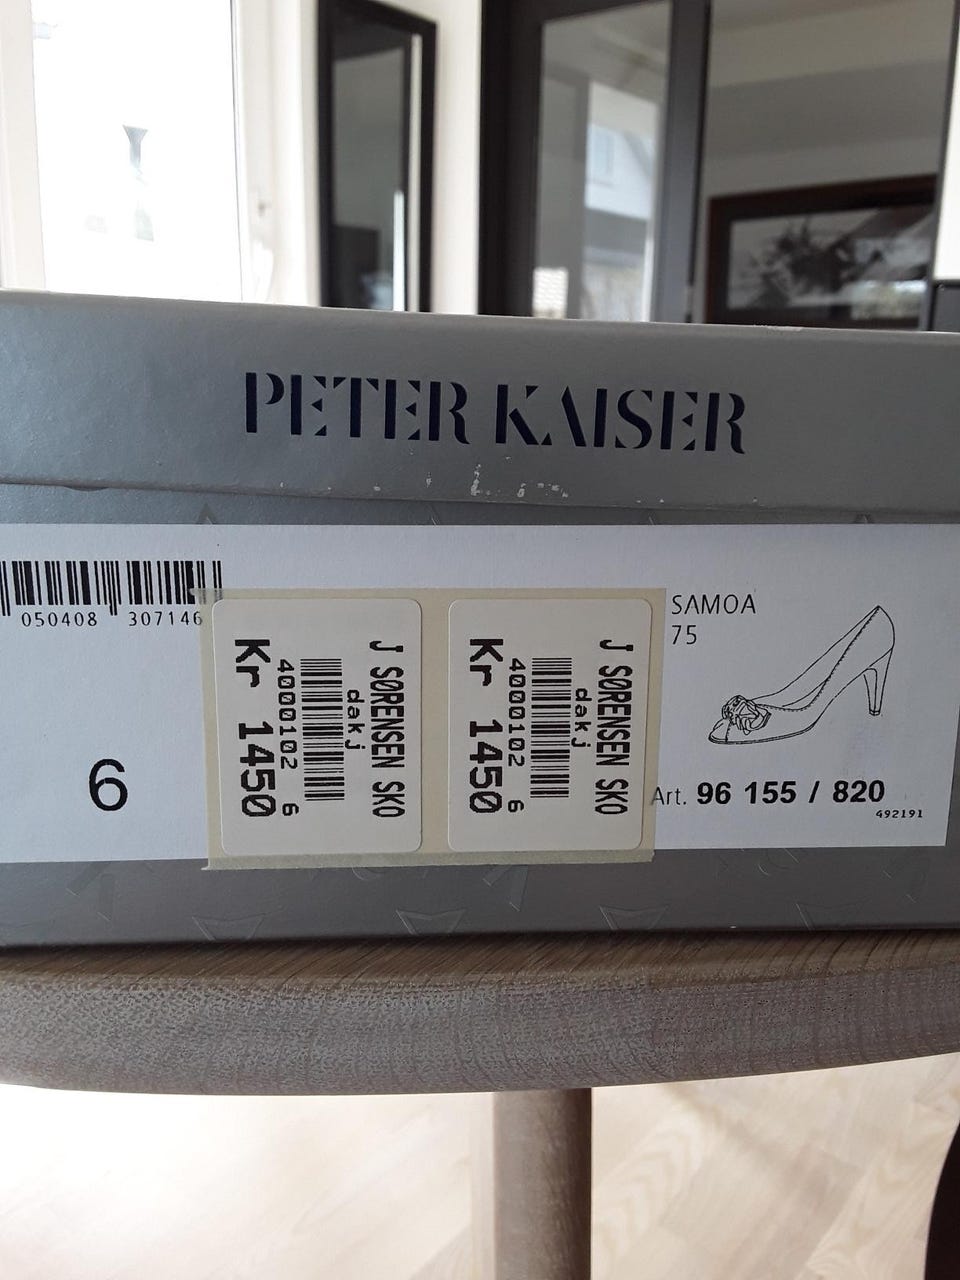 PETER KAISER
050408 307146
6
J SØRENSEN SKO
dakj
4000102 6
Kr 1450
J SØRENSEN SKO
dakj
4000102 6
Kr 1450
SAMOA
75
Art. 96 155 / 820
492191